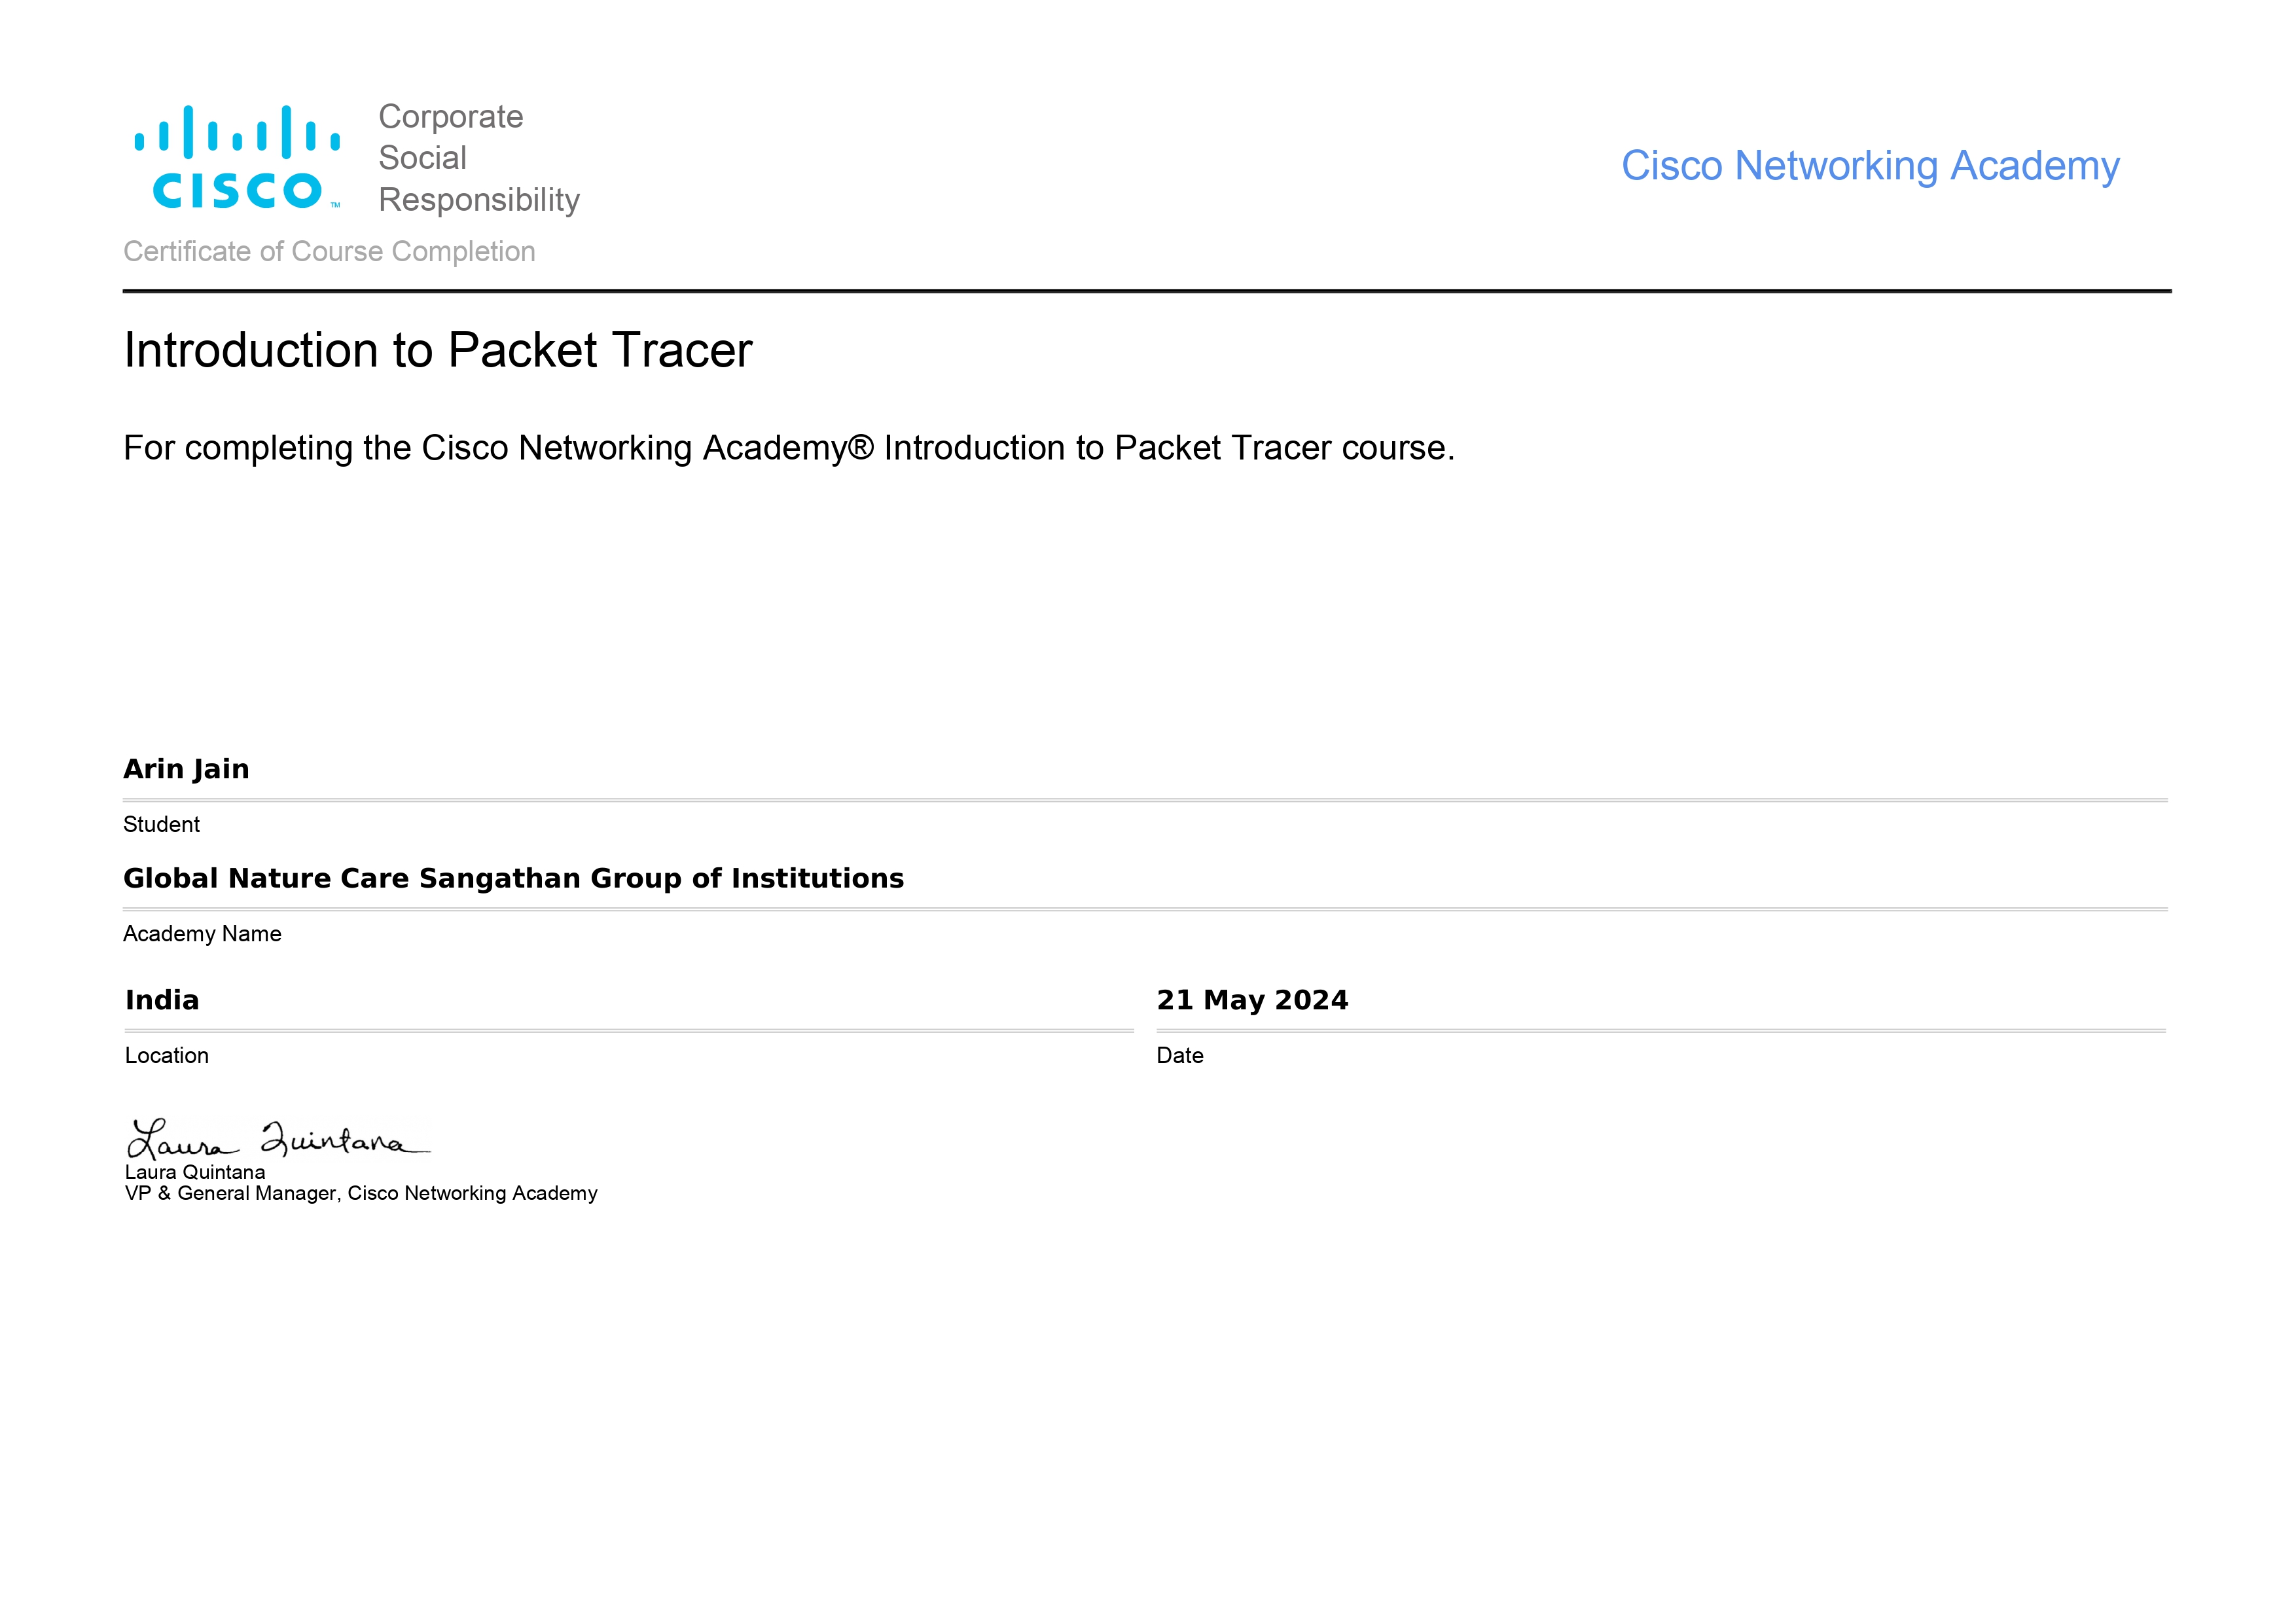 Corporate
Social
Responsibility
CISCO™
Cisco Networking Academy
Certificate of Course Completion
Introduction to Packet Tracer
For completing the Cisco Networking Academy® Introduction to Packet Tracer course.
Arin Jain
Student
Global Nature Care Sangathan Group of Institutions
Academy Name
India
21 May 2024
Location
Date
Laura Quintana
Laura Quintana
VP & General Manager, Cisco Networking Academy